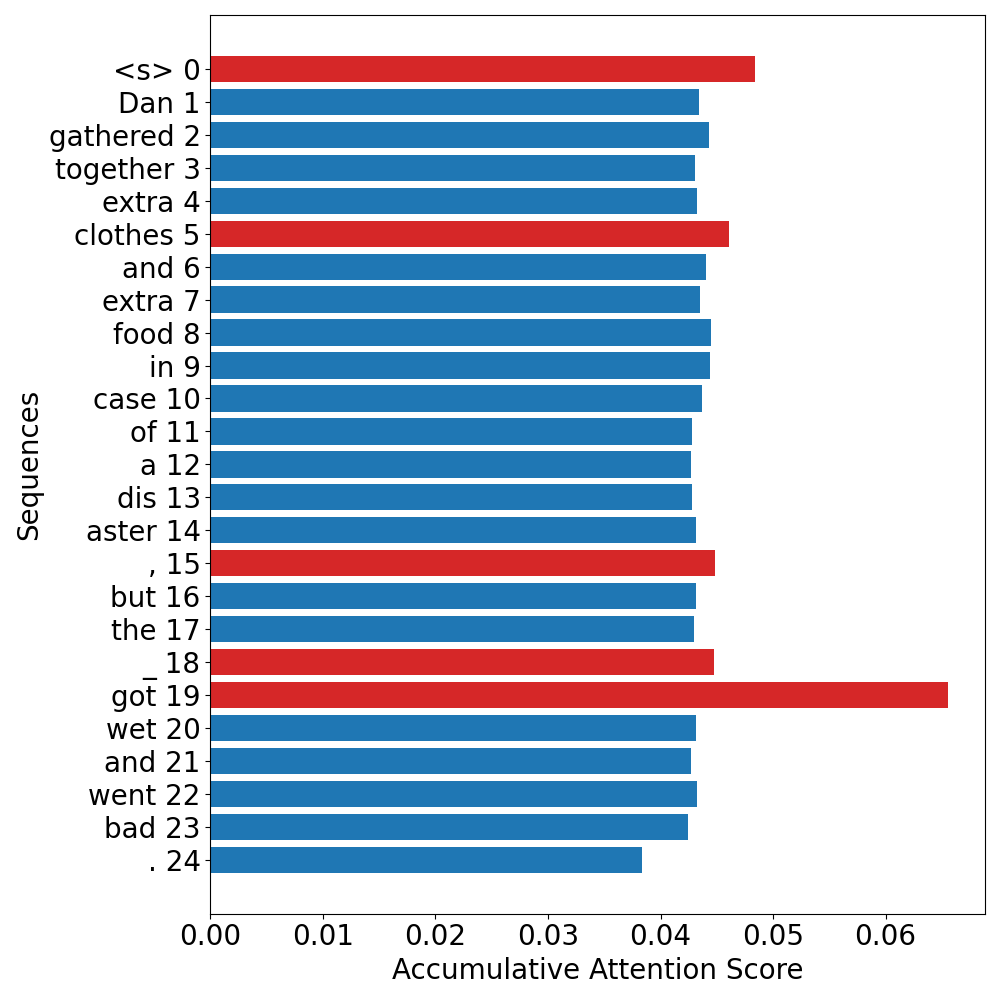 <s> 0
Dan 1
gathered 2
together 3
extra 4
clothes 5
and 6
extra 7
food 8
in 9
case 10
of 11
a 12
dis 13
aster 14
, 15
but 16
the 17
_ 18
got 19
wet 20
and 21
went 22
bad 23
. 24
Sequences
0.00 0.01 0.02 0.03 0.04 0.05 0.06
Accumulative Attention Score